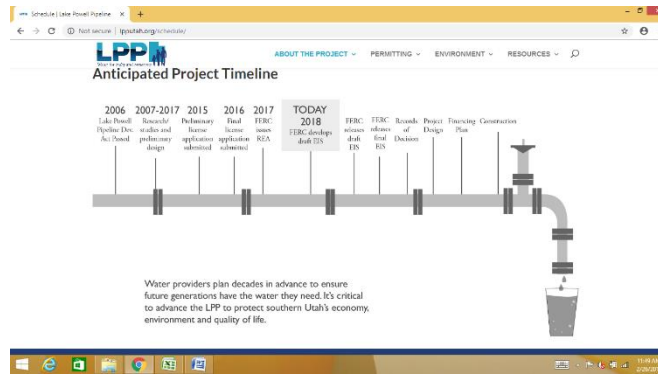 Schedule | Lake Powell Pipeline
Not secure | lpputah.org/schedule/
LPP
ABOUT THE PROJECT
PERMITTING
ENVIRONMENT
RESOURCES
Anticipated Project Timeline
2006
Lake Powell
Pipeline Dev.
Act Passed
2007-2017
Research/
studies and
preliminary
design
2015
Preliminary
license
application
submitted
2016
Final
license
application
submitted
2017
FERC
issues
REA
TODAY
2018
FERC develops
draft EIS
FERC
releases
draft
EIS
FERC
releases
final
EIS
Records
of
Decision
Project
Design
Financing
Plan
Construction
Water providers plan decades in advance to ensure
future generations have the water they need. It's critical
to advance the LPP to protect southern Utah's economy,
environment and quality of life.